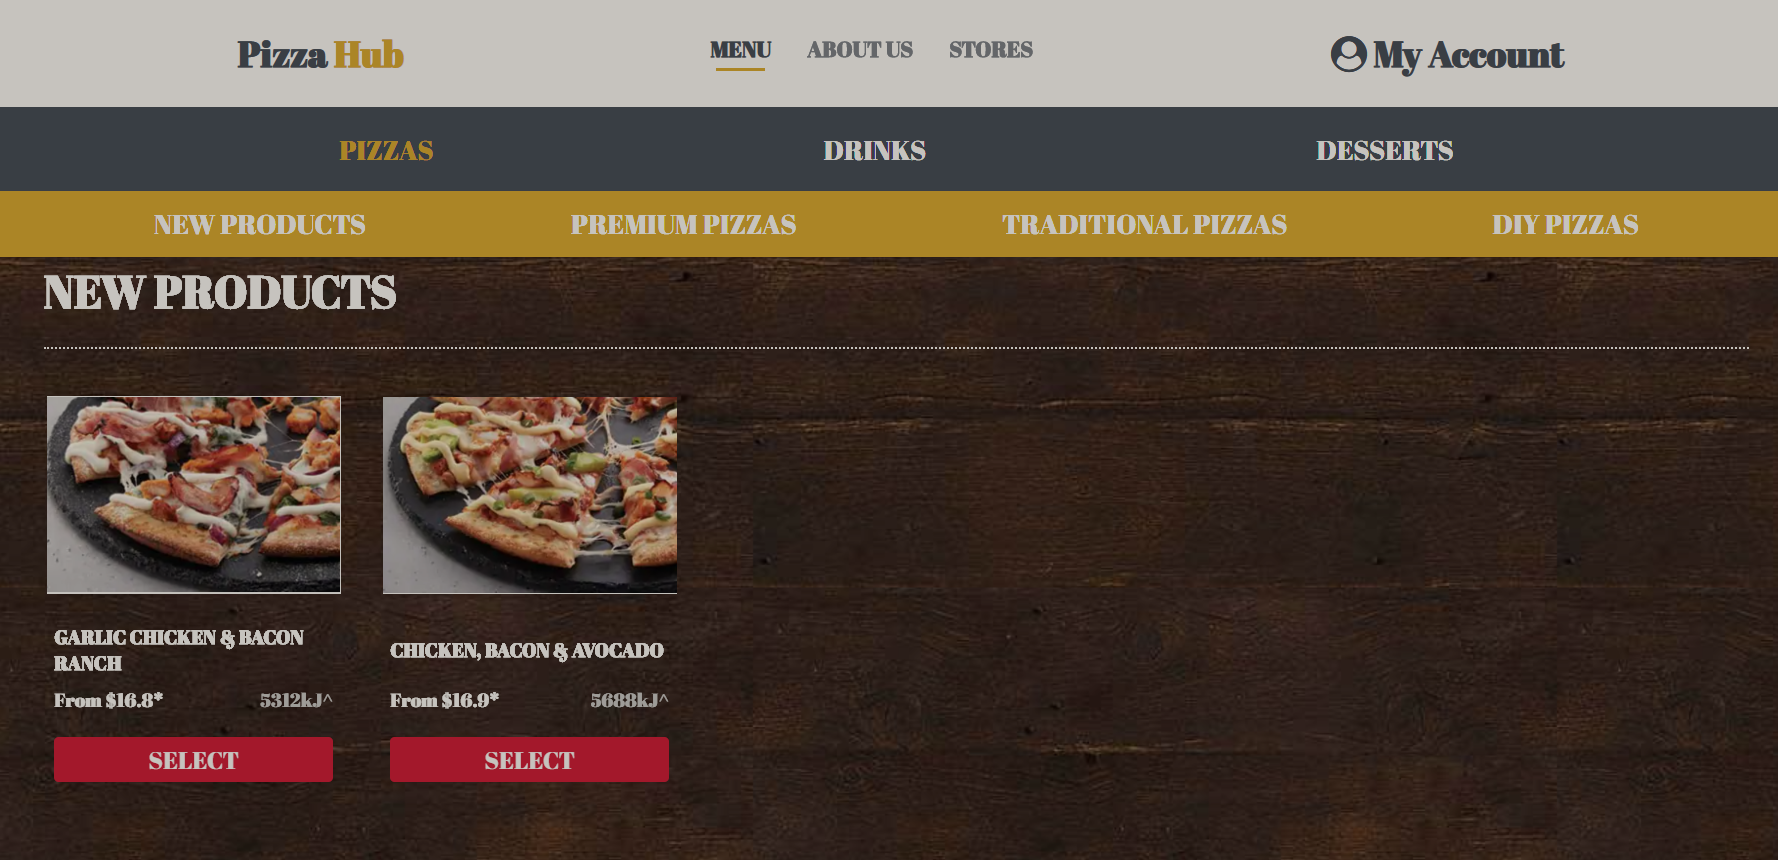 Pizza Hub
MENU ABOUT US STORES
My Account
PIZZAS DRINKS DESSERTS
NEW PRODUCTS PREMIUM PIZZAS TRADITIONAL PIZZAS DIY PIZZAS
NEW PRODUCTS
GARLIC CHICKEN & BACON
RANCH
From $16.8* 5312kJ^
SELECT
CHICKEN, BACON & AVOCADO
From $16.9* 5688kJ^
SELECT